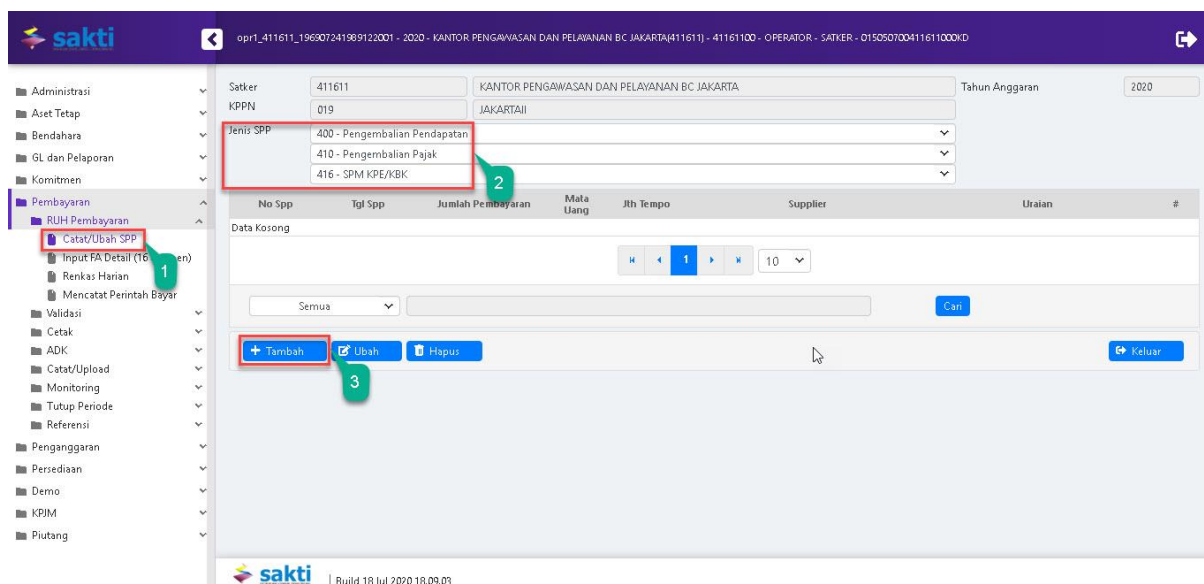 sakti
opr1_411611_196907241989122001 - 2020 - KANTOR PENGAWASAN DAN PELAYANAN BC JAKARTA(411611) - 41161100 - OPERATOR - SATKER - 015050700411611000KD
Administrasi
Aset Tetap
Bendahara
GL dan Pelaporan
Komitmen
Pembayaran
RUH Pembayaran
Catat/Ubah SPP
1
Input FA Detail (16 en)
Renkas Harian
Mencatat Perintah Bayar
Validasi
Cetak
ADK
Catat/Upload
Monitoring
Tutup Periode
Referensi
Penganggaran
Persediaan
Demo
KPJM
Piutang
Satker 411611 KANTOR PENGAWASAN DAN PELAYANAN BC JAKARTA Tahun Anggaran 2020
KPPN 019 JAKARTAII
Jenis SPP 400 - Pengembalian Pendapatan
410 - Pengembalian Pajak
416 - SPM KPE/KBK
2
No Spp Tgl Spp Jumlah Pembayaran Mata Uang Jth Tempo Supplier Uraian #
Data Kosong
1 10
Semua Cari
+ Tambah Ubah Hapus Keluar
3
sakti | Build 18 Jul 2020 18.09.03